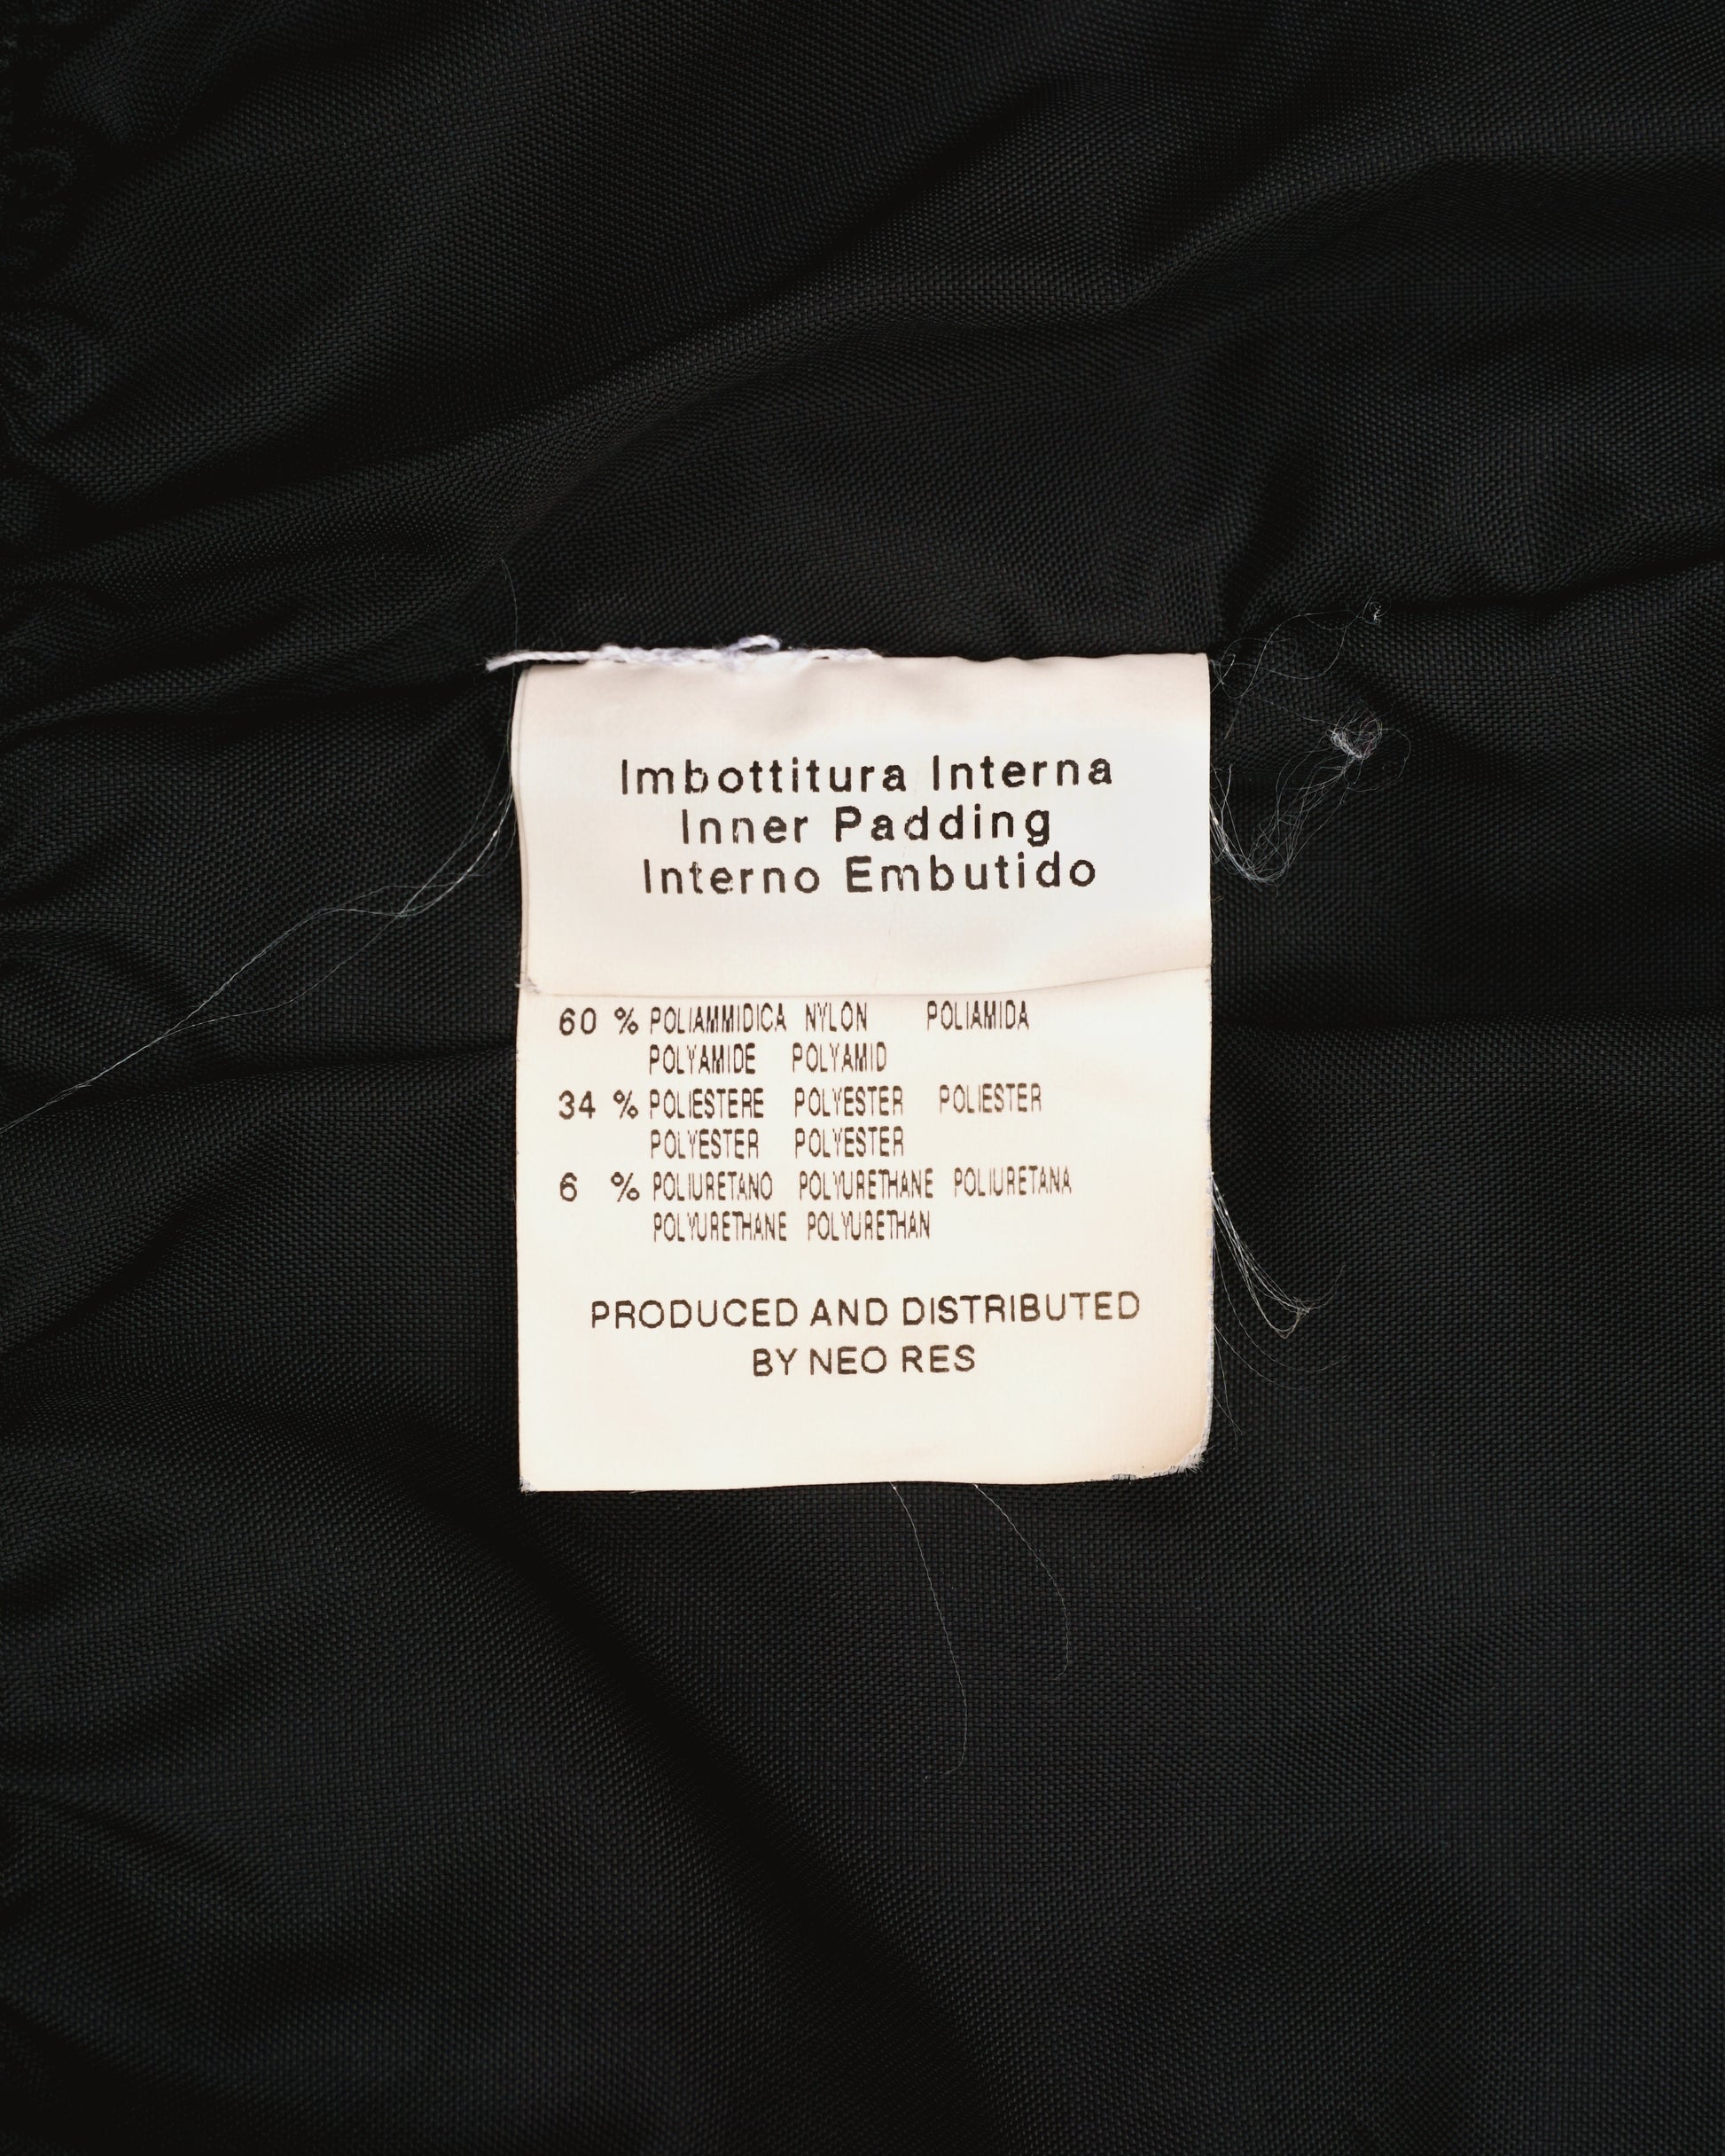 Imbottitura Interna
Inner Padding
Interno Embutido
60 % POLIAMMIDICA NYLON POLIAMIDA
POLYAMIDE POLYAMID
34 % POLIESTERE POLYESTER POLIESTER
POLYESTER POLYESTER
6 % POLIURETANO POLYURETHANE POLIURETANA
POLYURETHANE POLYURETHAN
PRODUCED AND DISTRIBUTED
BY NEO RES